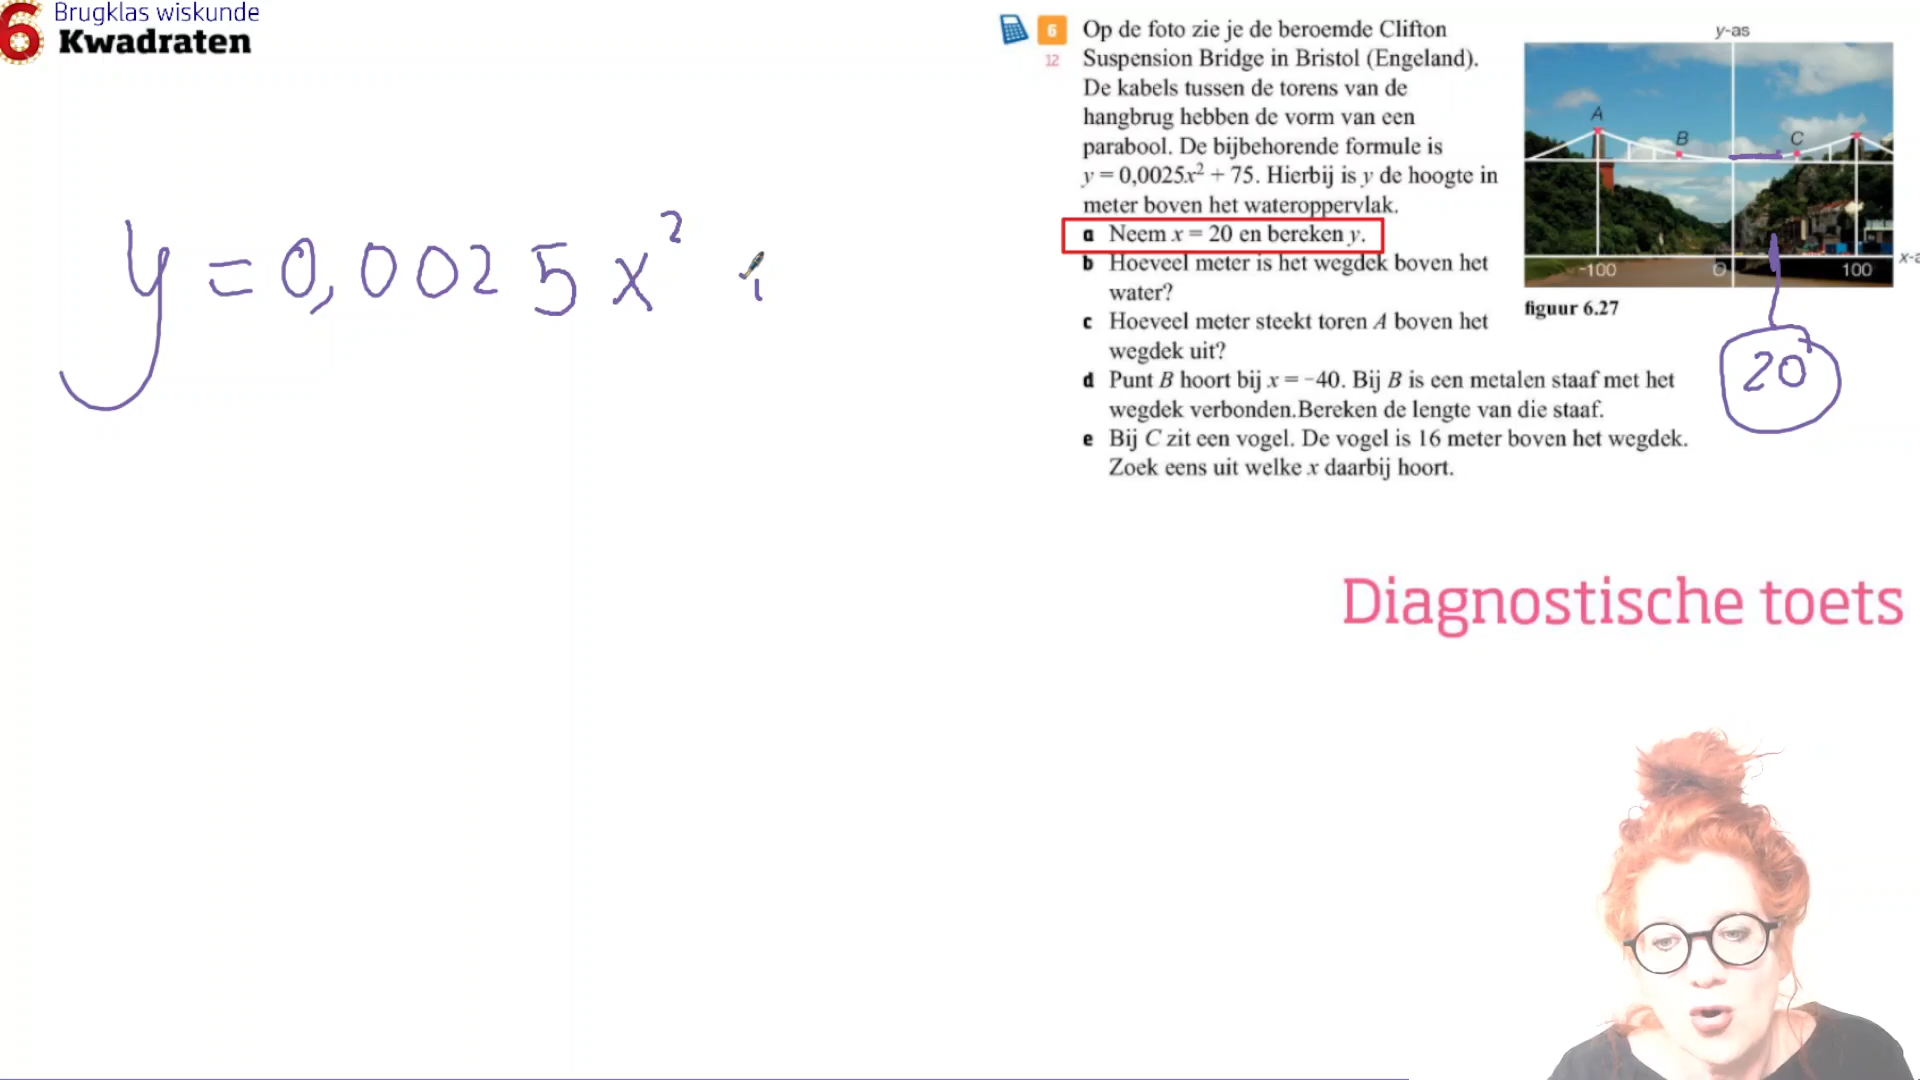 6
Brugklas wiskunde
Kwadraten
y = 0,0025 x²
6
12
Op de foto zie je de beroemde Clifton
Suspension Bridge in Bristol (Engeland).
De kabels tussen de torens van de
hangbrug hebben de vorm van een
parabool. De bijbehorende formule is
y = 0,0025x² + 75. Hierbij is y de hoogte in
meter boven het wateroppervlak.
a Neem x = 20 en bereken y.
b Hoeveel meter is het wegdek boven het
water?
c Hoeveel meter steekt toren A boven het
wegdek uit?
d Punt B hoort bij x = −40. Bij B is een metalen staaf met het
wegdek verbonden.Bereken de lengte van die staaf.
e Bij C zit een vogel. De vogel is 16 meter boven het wegdek.
Zoek eens uit welke x daarbij hoort.
y-as
A
B
C
-100
O
100
x-a
figuur 6.27
20
Diagnostische toets